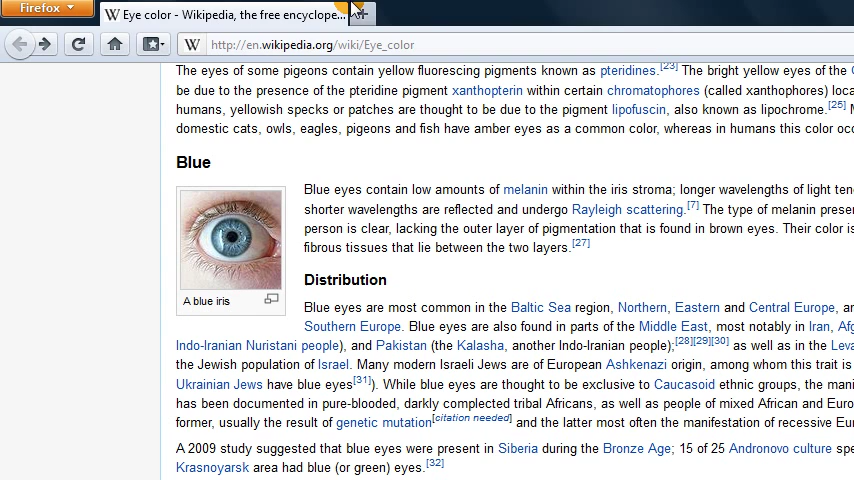 Firefox
Eye color - Wikipedia, the free encyclope...
http://en.wikipedia.org/wiki/Eye_color
The eyes of some pigeons contain yellow fluorescing pigments known as pteridines.[23] The bright yellow eyes of the
be due to the presence of the pteridine pigment xanthopterin within certain chromatophores (called xanthophores) loca
humans, yellowish specks or patches are thought to be due to the pigment lipofuscin, also known as lipochrome.[25]
domestic cats, owls, eagles, pigeons and fish have amber eyes as a common color, whereas in humans this color occ
Blue
Blue eyes contain low amounts of melanin within the iris stroma; longer wavelengths of light ten
shorter wavelengths are reflected and undergo Rayleigh scattering.[7] The type of melanin prese
person is clear, lacking the outer layer of pigmentation that is found in brown eyes. Their color is
fibrous tissues that lie between the two layers.[27]
A blue iris
Distribution
Blue eyes are most common in the Baltic Sea region, Northern, Eastern and Central Europe, an
Southern Europe. Blue eyes are also found in parts of the Middle East, most notably in Iran, Afg
Indo-Iranian Nuristani people), and Pakistan (the Kalasha, another Indo-Iranian people);[28][29][30] as well as in the Leva
the Jewish population of Israel. Many modern Israeli Jews are of European Ashkenazi origin, among whom this trait is
Ukrainian Jews have blue eyes[31]). While blue eyes are thought to be exclusive to Caucasoid ethnic groups, the mani
has been documented in pure-blooded, darkly complected tribal Africans, as well as people of mixed African and Euro
former, usually the result of genetic mutation[citation needed] and the latter most often the manifestation of recessive Eu
A 2009 study suggested that blue eyes were present in Siberia during the Bronze Age; 15 of 25 Andronovo culture spe
Krasnoyarsk area had blue (or green) eyes.[32]